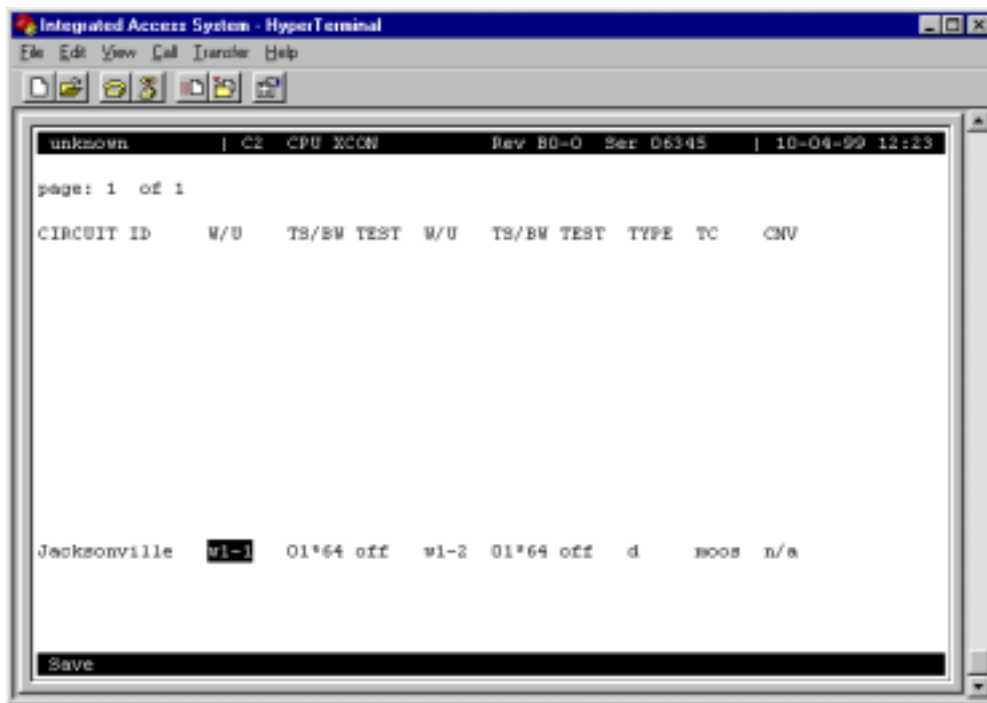 Integrated Access System - HyperTerminal
File Edit View Call Transfer Help
unknown | C2 CPU XCON Rev B0-0 Ser 06345 | 10-04-99 12:23
page: 1 of 1
CIRCUIT ID W/U TS/BW TEST W/U TS/BW TEST TYPE TC CNV
Jacksonville w1-1 01*64 off w1-2 01*64 off d moos n/a
Save